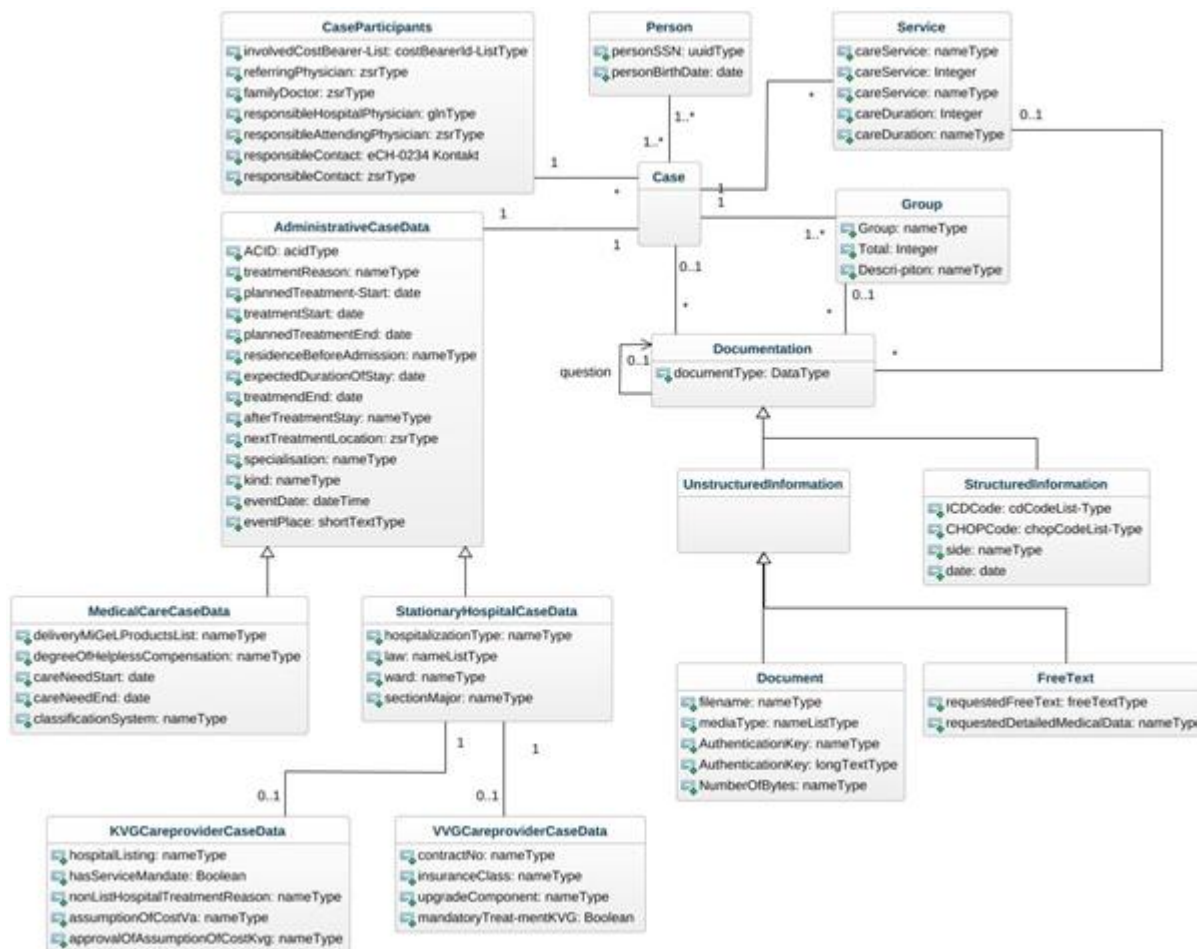 CaseParticipants
involvedCostBearer-List: costBearerId-ListType
referringPhysician: zsrType
familyDoctor: zsrType
responsibleHospitalPhysician: glnType
responsibleAttendingPhysician: zsrType
responsibleContact: eCH-0234 Kontakt
responsibleContact: zsrType
Person
personSSN: uuidType
personBirthDate: date
Service
careService: nameType
careService: Integer
careService: nameType
careDuration: Integer
careDuration: nameType
1..*
1..*
*
0..1
1
*
Case
1
1
1
1
Group
Group: nameType
Total: Integer
Descri-piton: nameType
1..*
0..1
*
0..1
*
AdministrativeCaseData
ACID: acidType
treatmentReason: nameType
plannedTreatment-Start: date
treatmentStart: date
plannedTreatmentEnd: date
residenceBeforeAdmission: nameType
expectedDurationOfStay: date
treatmendEnd: date
afterTreatmentStay: nameType
nextTreatmentLocation: zsrType
specialisation: nameType
kind: nameType
eventDate: dateTime
eventPlace: shortTextType
Documentation
documentType: DataType
0..1
question
*
UnstructuredInformation
StructuredInformation
ICDCode: cdCodeList-Type
CHOPCode: chopCodeList-Type
side: nameType
date: date
MedicalCareCaseData
deliveryMiGeLProductsList: nameType
degreeOfHelplessCompensation: nameType
careNeedStart: date
careNeedEnd: date
classificationSystem: nameType
StationaryHospitalCaseData
hospitalizationType: nameType
law: nameListType
ward: nameType
sectionMajor: nameType
Document
filename: nameType
mediaType: nameListType
AuthenticationKey: nameType
AuthenticationKey: longTextType
NumberOfBytes: nameType
FreeText
requestedFreeText: freeTextType
requestedDetailedMedicalData: nameType
1
1
0..1
0..1
KVGCareproviderCaseData
hospitalListing: nameType
hasServiceMandate: Boolean
nonListHospitalTreatmentReason: nameType
assumptionOfCostVa: nameType
approvalOfAssumptionOfCostKvg: nameType
VVGCareproviderCaseData
contractNo: nameType
insuranceClass: nameType
upgradeComponent: nameType
mandatoryTreat-mentKVG: Boolean